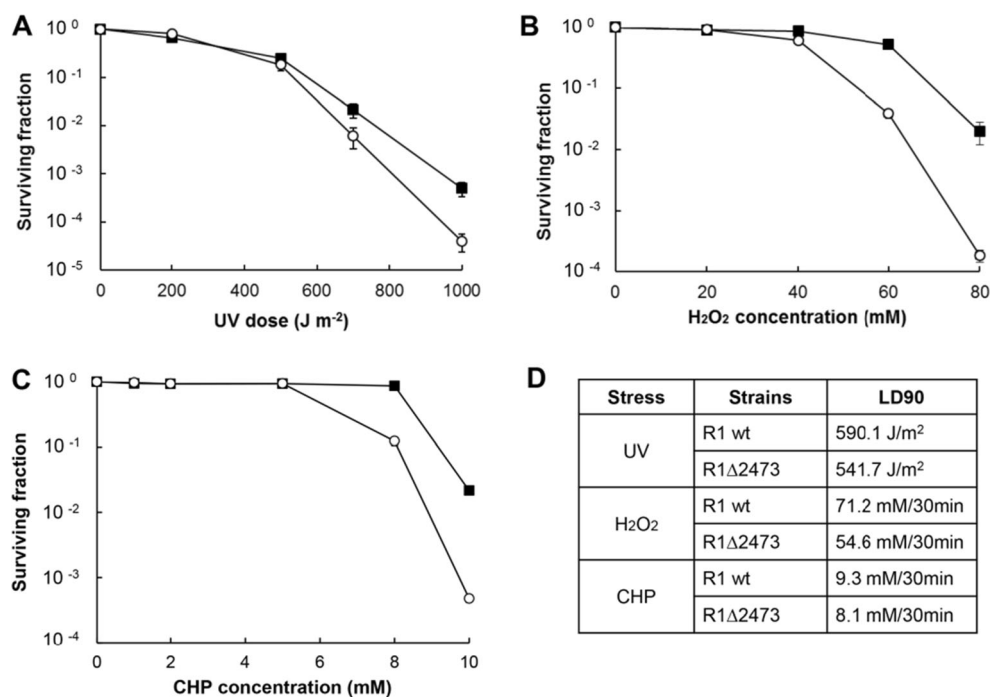 A
Surviving fraction
10⁰
10⁻¹
10⁻²
10⁻³
10⁻⁴
10⁻⁵
0 200 400 600 800 1000
UV dose (J m⁻²)
B
Surviving fraction
10⁰
10⁻¹
10⁻²
10⁻³
10⁻⁴
0 20 40 60 80
H₂O₂ concentration (mM)
C
Surviving fraction
10⁰
10⁻¹
10⁻²
10⁻³
10⁻⁴
0 2 4 6 8 10
CHP concentration (mM)
D
Stress Strains LD90
UV R1 wt 590.1 J/m²
R1Δ2473 541.7 J/m²
H₂O₂ R1 wt 71.2 mM/30min
R1Δ2473 54.6 mM/30min
CHP R1 wt 9.3 mM/30min
R1Δ2473 8.1 mM/30min